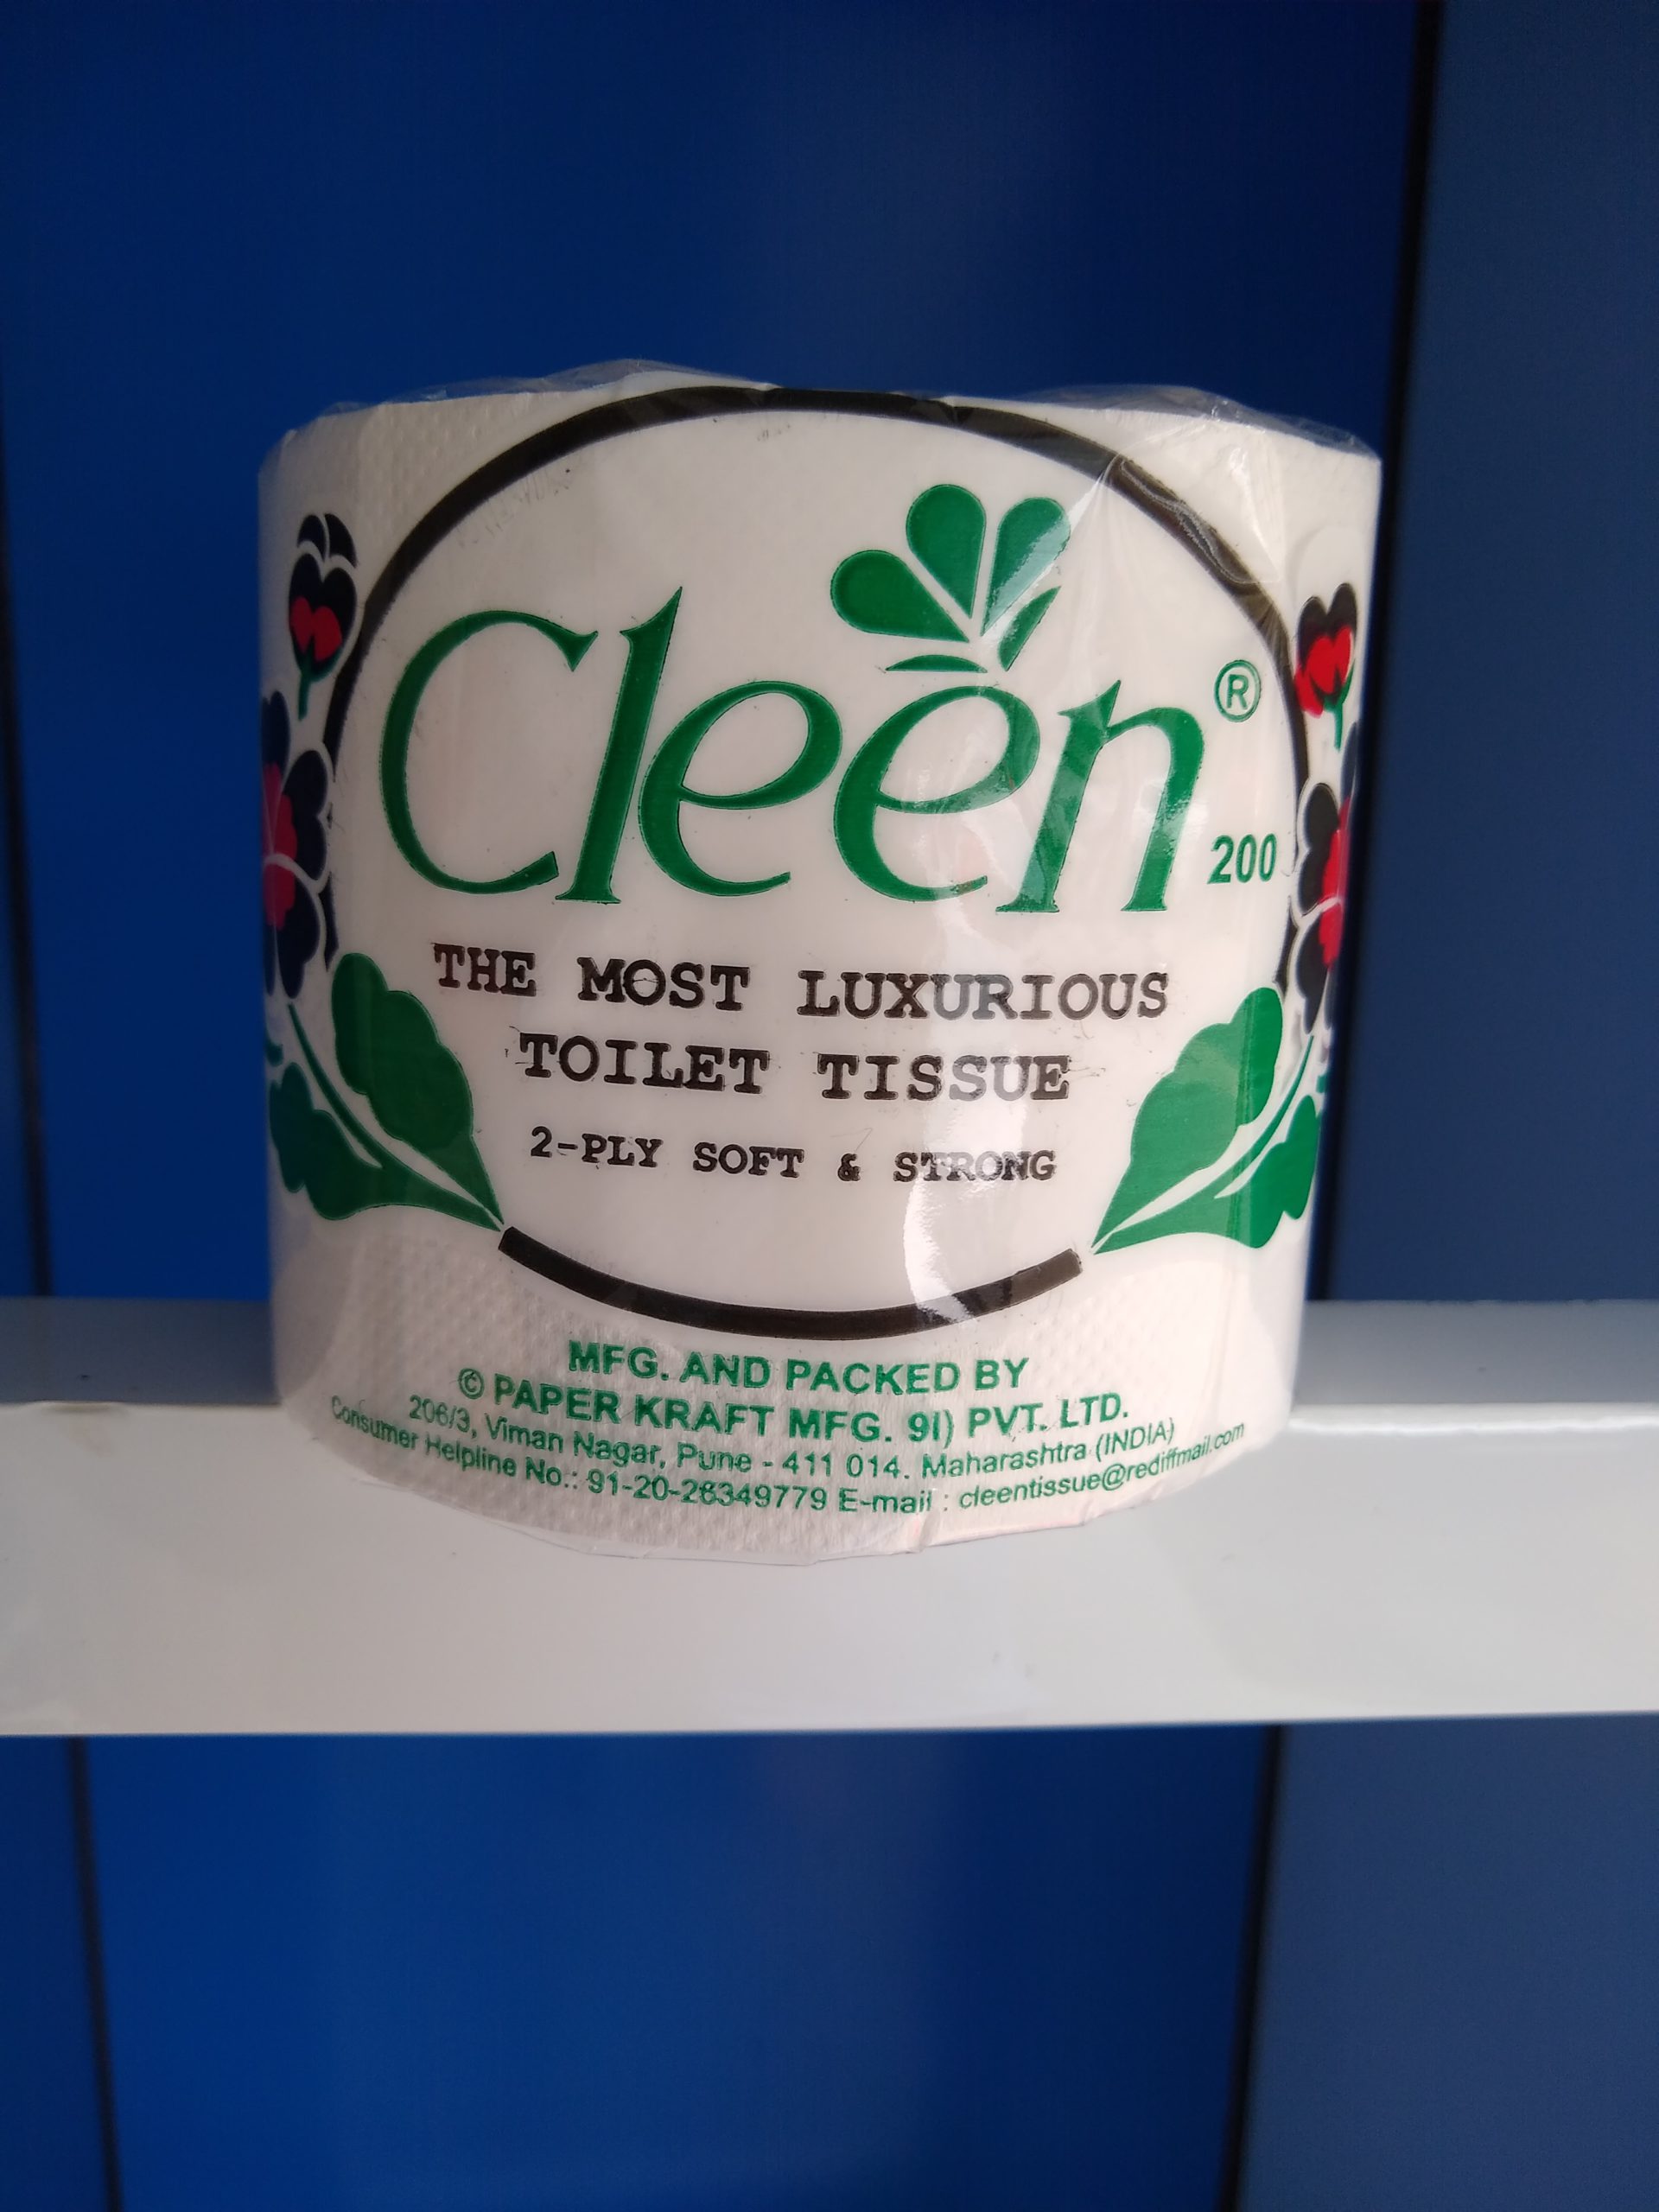 Cleen®
200
THE MOST LUXURIOUS
TOILET TISSUE
2-PLY SOFT & STRONG
MFG. AND PACKED BY
© PAPER KRAFT MFG. 9I) PVT. LTD.
206/3, Viman Nagar, Pune - 411 014. Maharashtra (INDIA)
Consumer Helpline No.: 91-20-26349779 E-mail : cleentissue@rediffmail.com